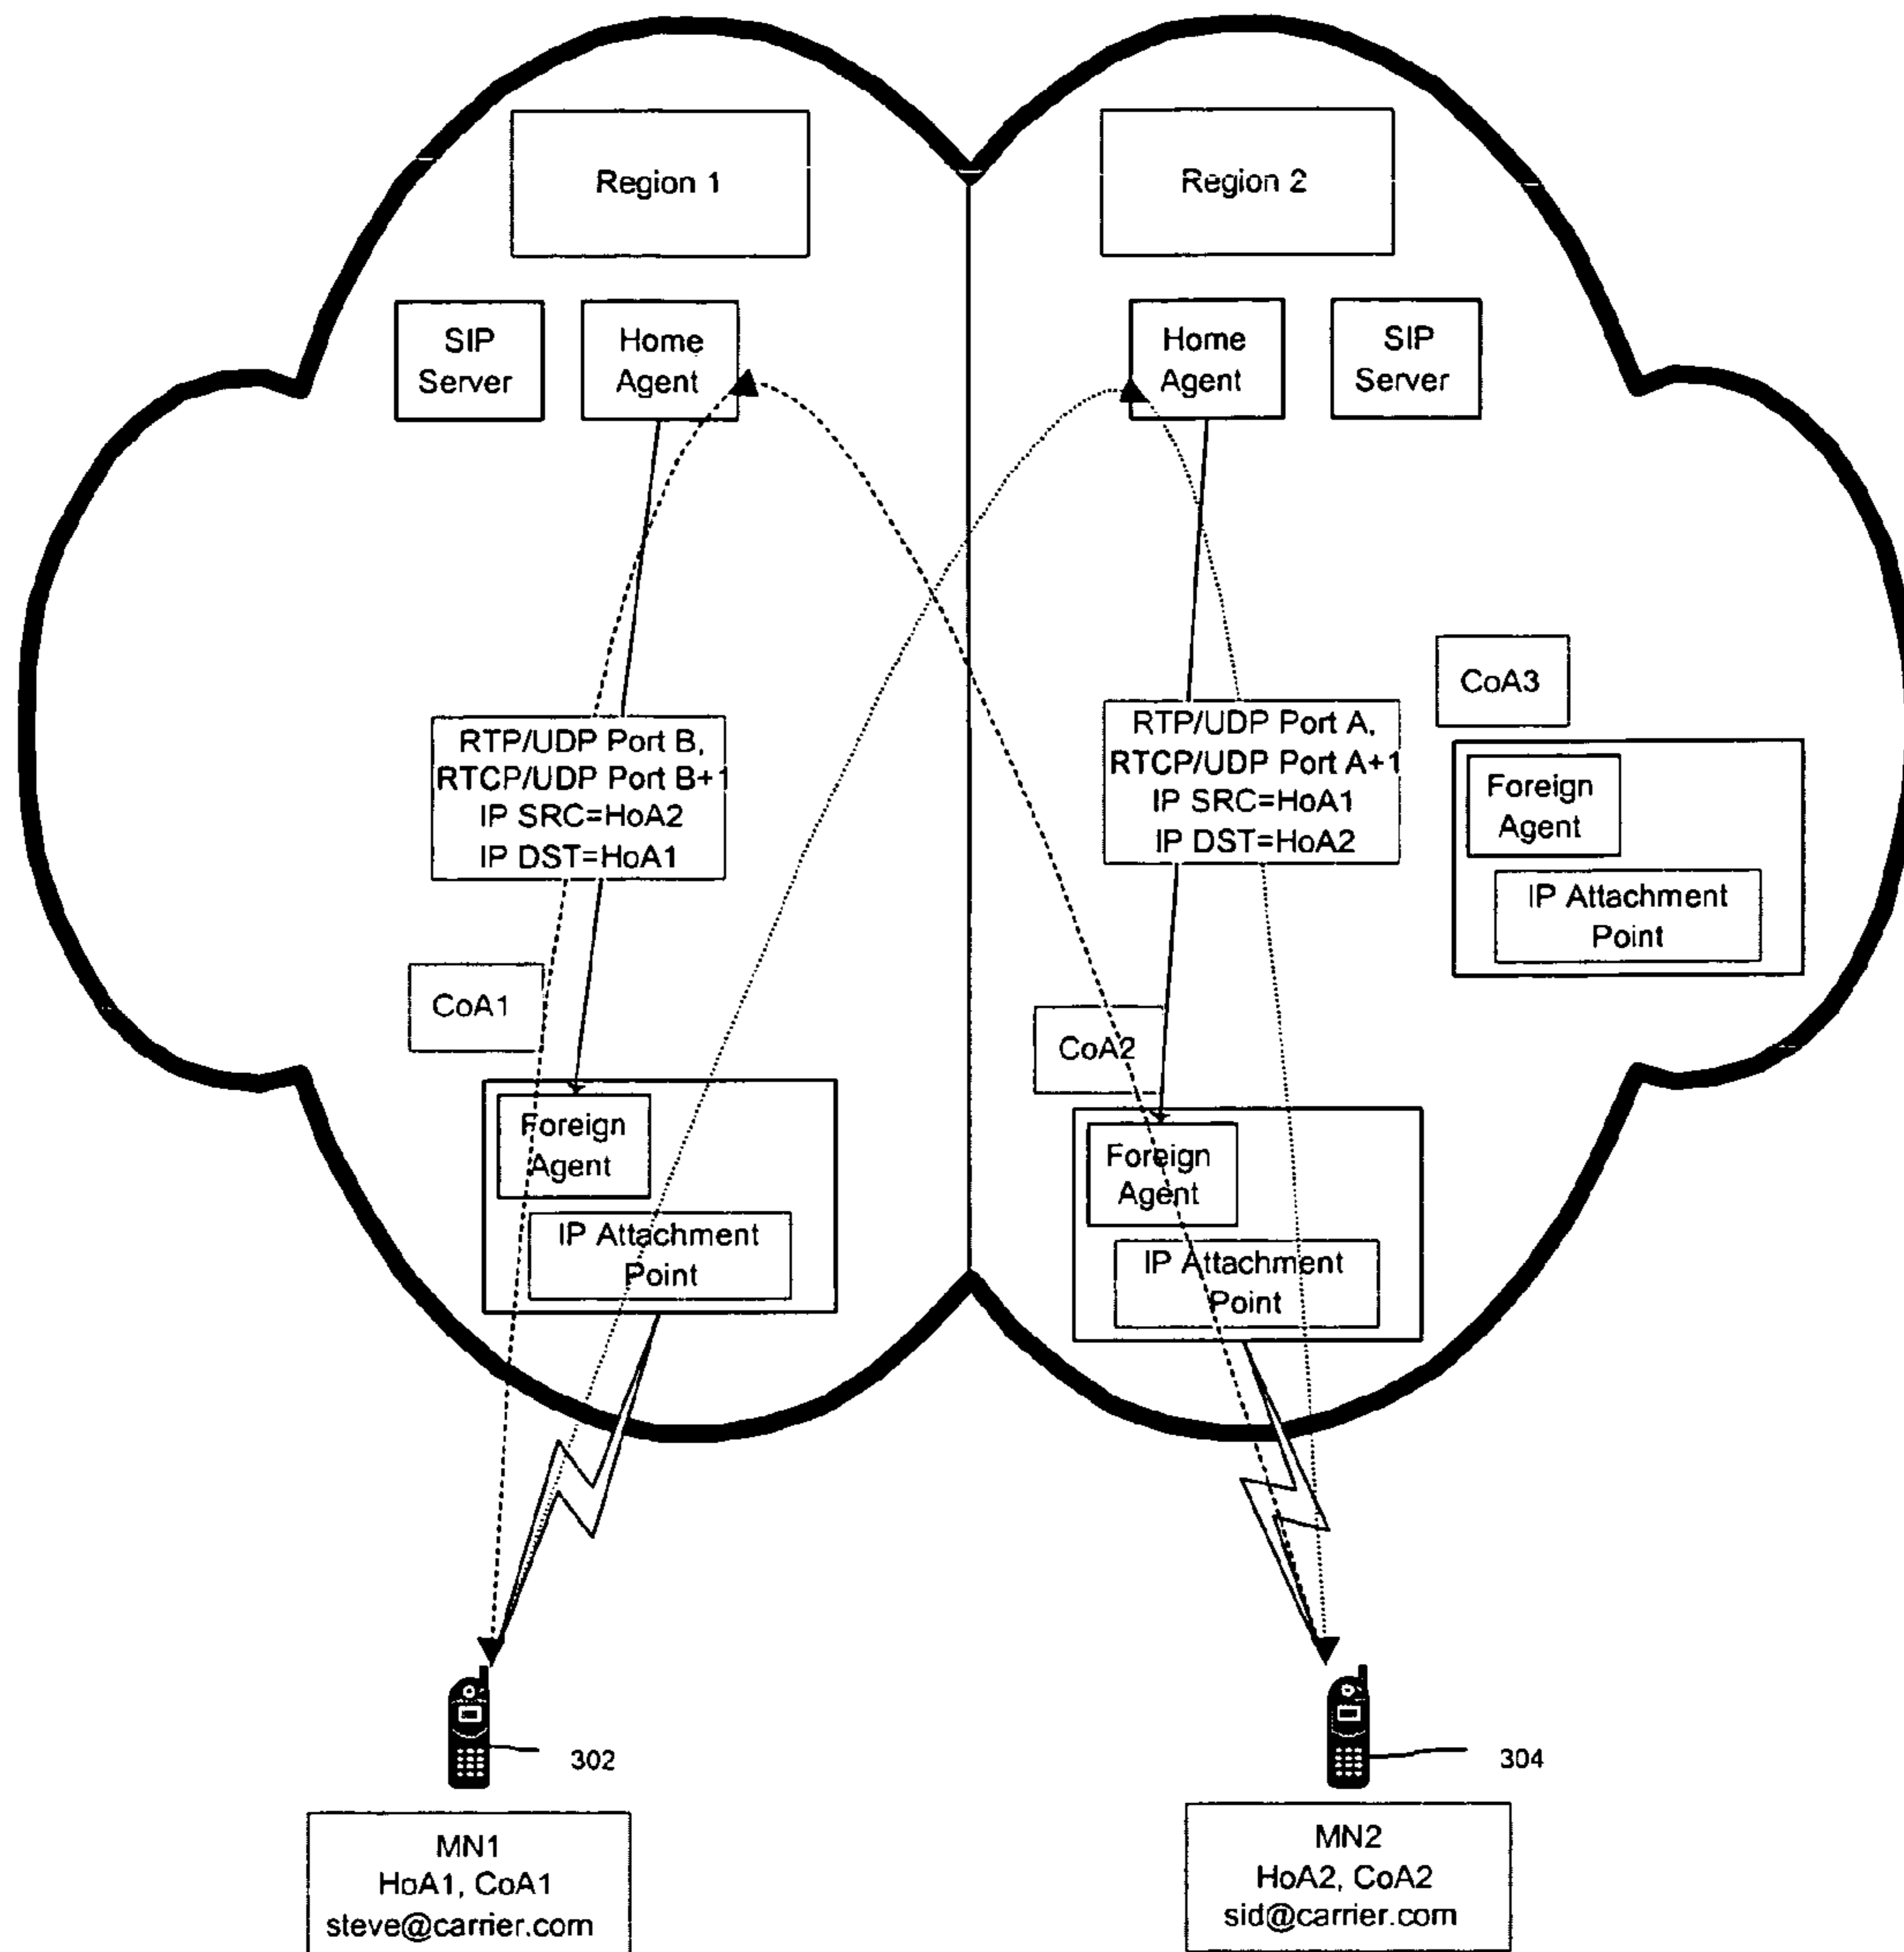 Region 1
Region 2
SIP
Server
Home
Agent
Home
Agent
SIP
Server
CoA3
RTP/UDP Port B,
RTCP/UDP Port B+1
IP SRC=HoA2
IP DST=HoA1
RTP/UDP Port A,
RTCP/UDP Port A+1
IP SRC=HoA1
IP DST=HoA2
Foreign
Agent
IP Attachment
Point
CoA1
CoA2
Foreign
Agent
IP Attachment
Point
Foreign
Agent
IP Attachment
Point
302
304
MN1
HoA1, CoA1
steve@carrier.com
MN2
HoA2, CoA2
sid@carrier.com